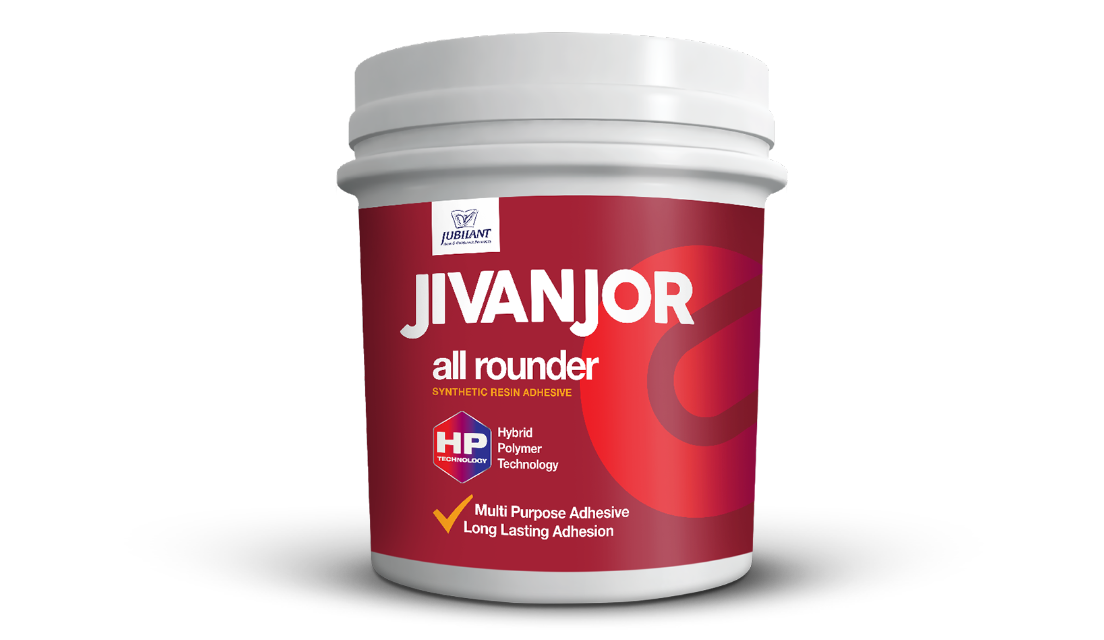 JUBILANT
JIVANJOR
all rounder
SYNTHETIC RESIN ADHESIVE
HP
TECHNOLOGY
Hybrid
Polymer
Technology
Multi Purpose Adhesive
Long Lasting Adhesion